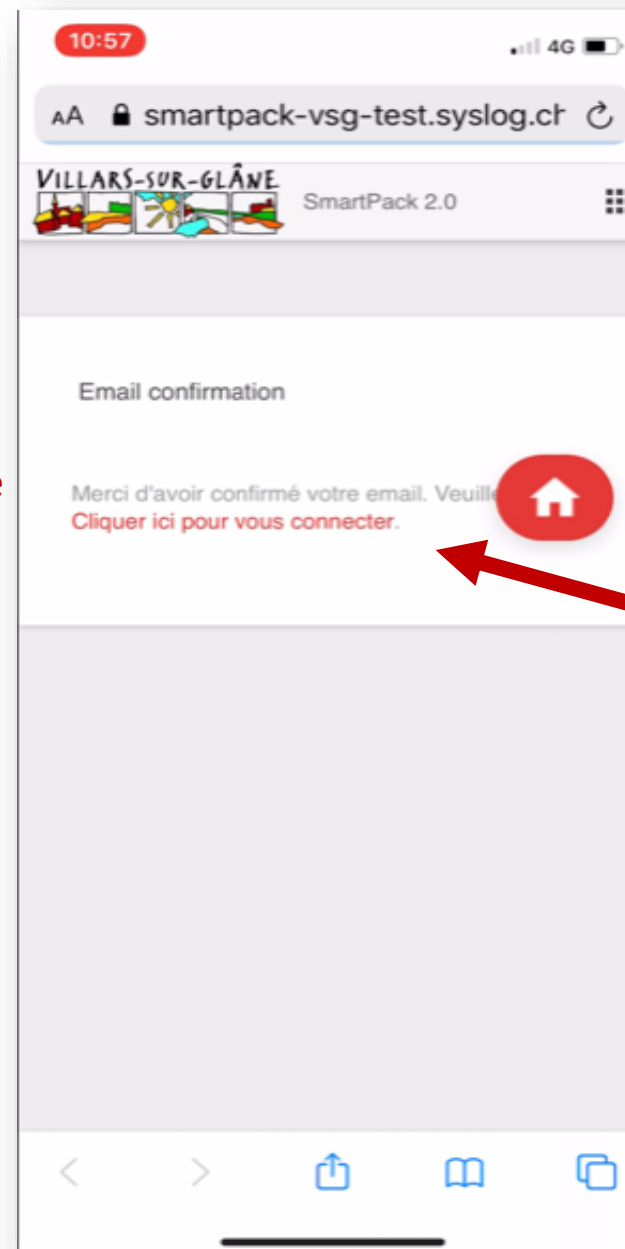 10:57
4G
AA smartpack-vsg-test.syslog.ch
VILLARS-SUR-GLÂNE
SmartPack 2.0
Email confirmation
Merci d'avoir confirmé votre email.
Cliquer ici pour vous connecter.